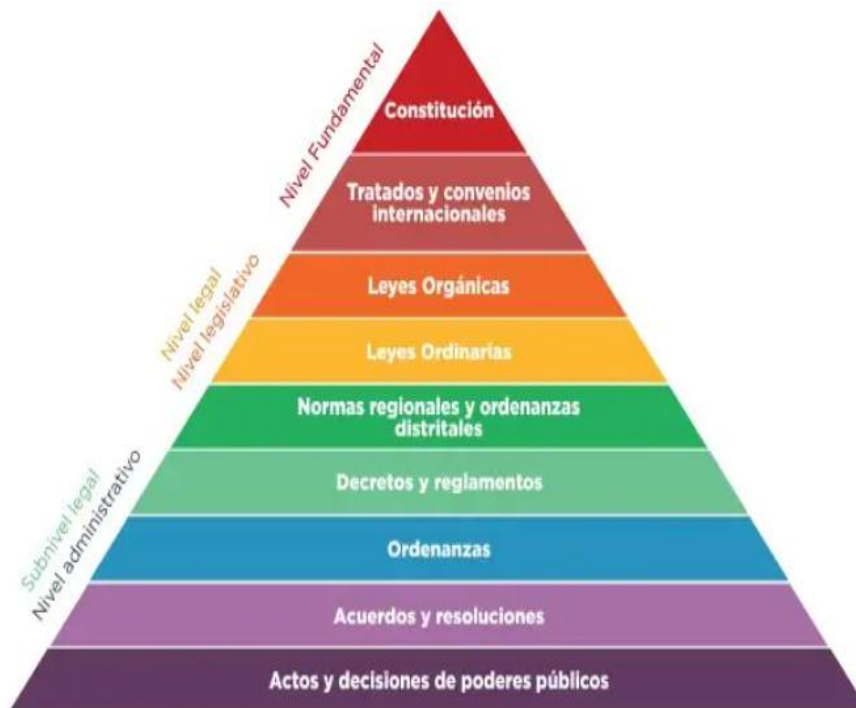 Nivel Fundamental
Constitución
Tratados y convenios
internacionales
Nivel legal
Nivel legislativo
Leyes Orgánicas
Leyes Ordinarias
Normas regionales y ordenanzas
distritales
Subnivel legal
Nivel administrativo
Decretos y reglamentos
Ordenanzas
Acuerdos y resoluciones
Actos y decisiones de poderes públicos